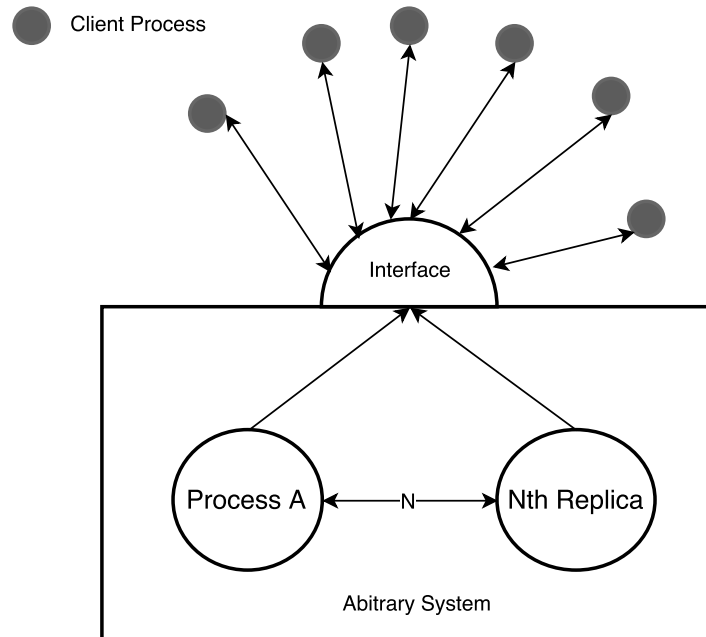 Client Process
Interface
Process A
N
Nth Replica
Abitrary System